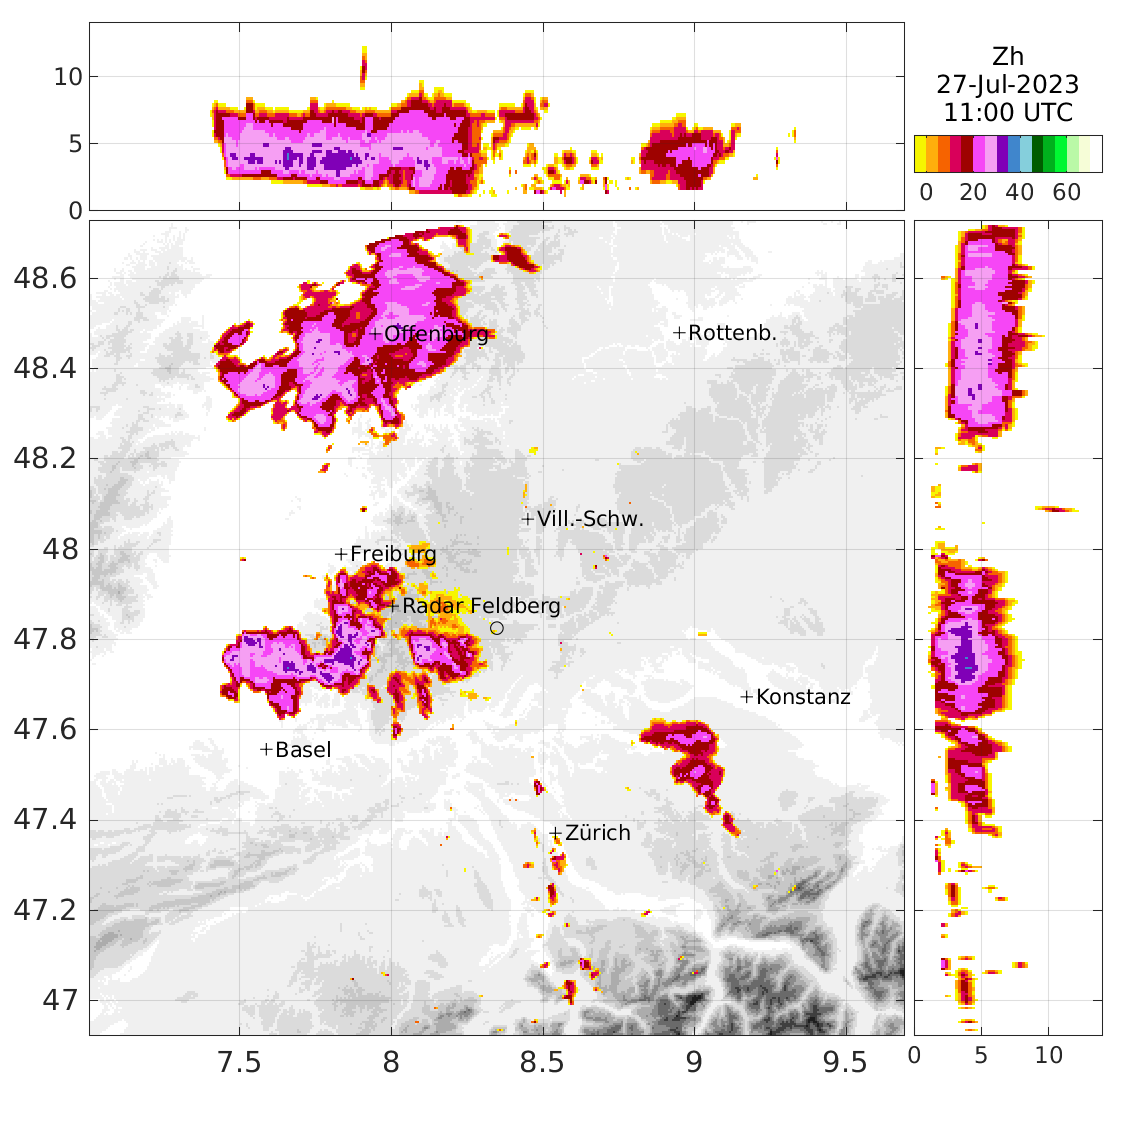 Zh
27-Jul-2023
11:00 UTC
10
5
0
0 20 40 60
48.6
Offenburg
Rottenb.
48.4
48.2
Vill.-Schw.
48
Freiburg
Radar Feldberg
47.8
Konstanz
47.6
Basel
47.4
Zürich
47.2
47
7.5 8 8.5 9 9.5
0 5 10